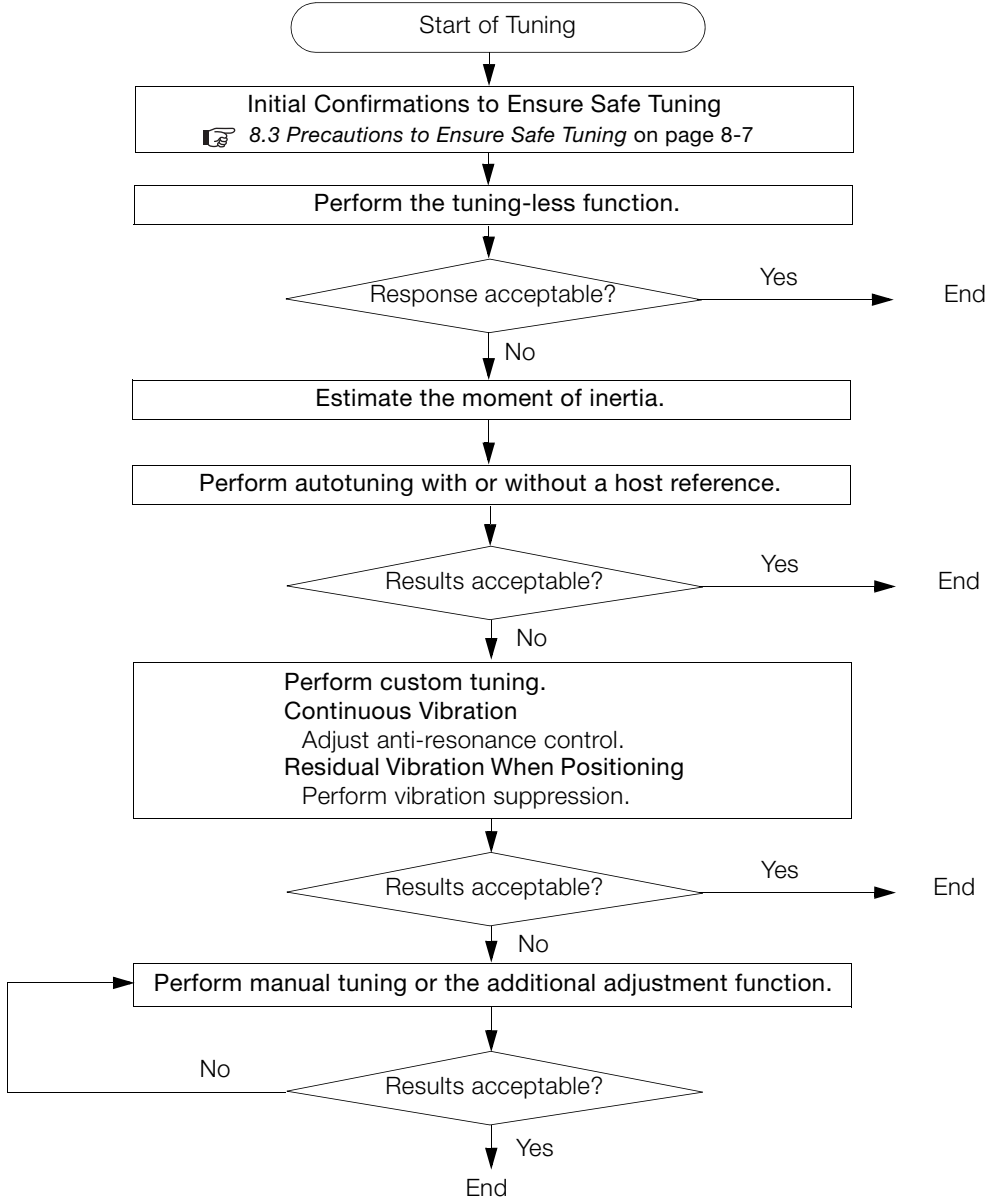 Start of Tuning
Initial Confirmations to Ensure Safe Tuning
8.3 Precautions to Ensure Safe Tuning on page 8-7
Perform the tuning-less function.
Response acceptable?
Yes
End
No
Estimate the moment of inertia.
Perform autotuning with or without a host reference.
Results acceptable?
Yes
End
No
Perform custom tuning.
Continuous Vibration
Adjust anti-resonance control.
Residual Vibration When Positioning
Perform vibration suppression.
Results acceptable?
Yes
End
No
Perform manual tuning or the additional adjustment function.
Results acceptable?
No
Yes
End